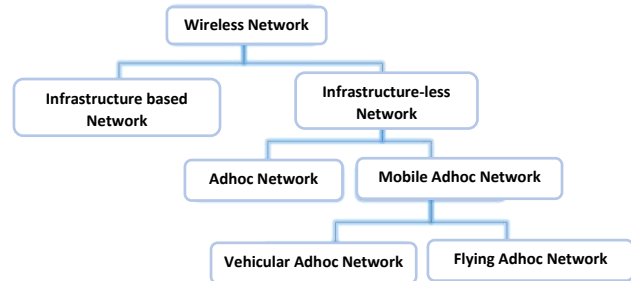 Wireless Network
Infrastructure based
Network
Infrastructure-less
Network
Adhoc Network
Mobile Adhoc Network
Vehicular Adhoc Network
Flying Adhoc Network